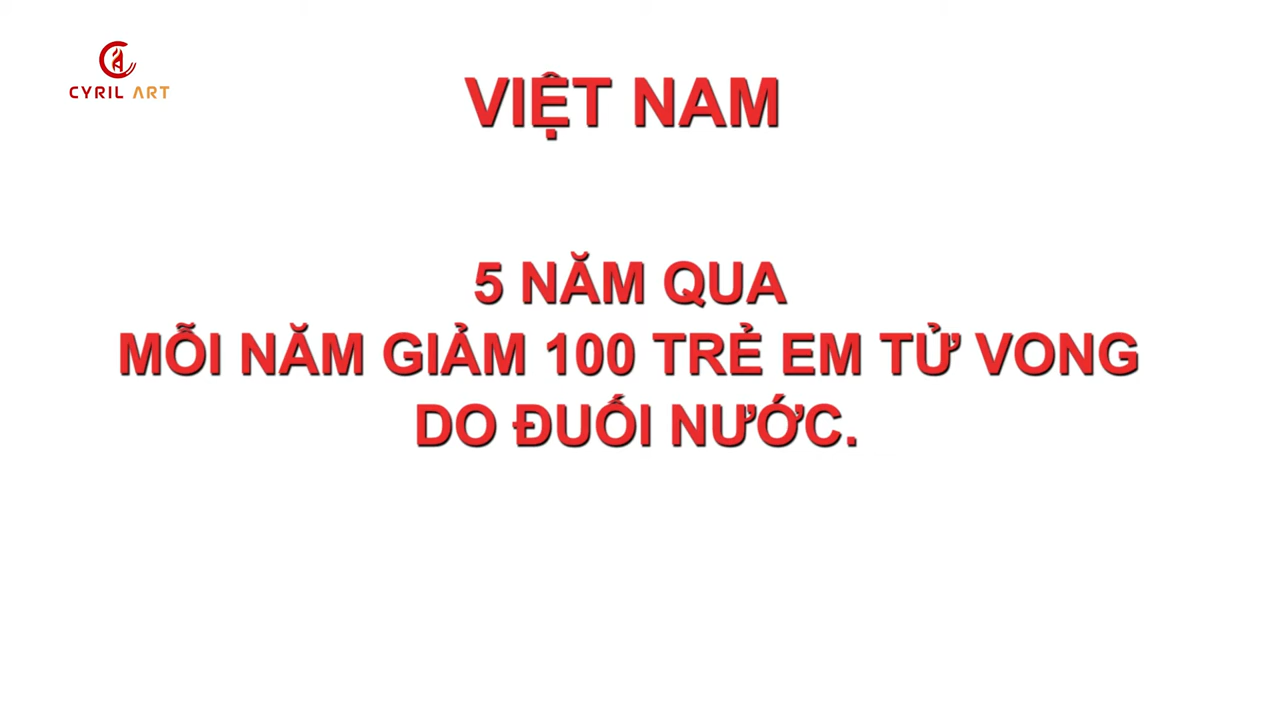 CYRIL ART
VIỆT NAM
5 NĂM QUA
MỖI NĂM GIẢM 100 TRẺ EM TỬ VONG
DO ĐUỐI NƯỚC.